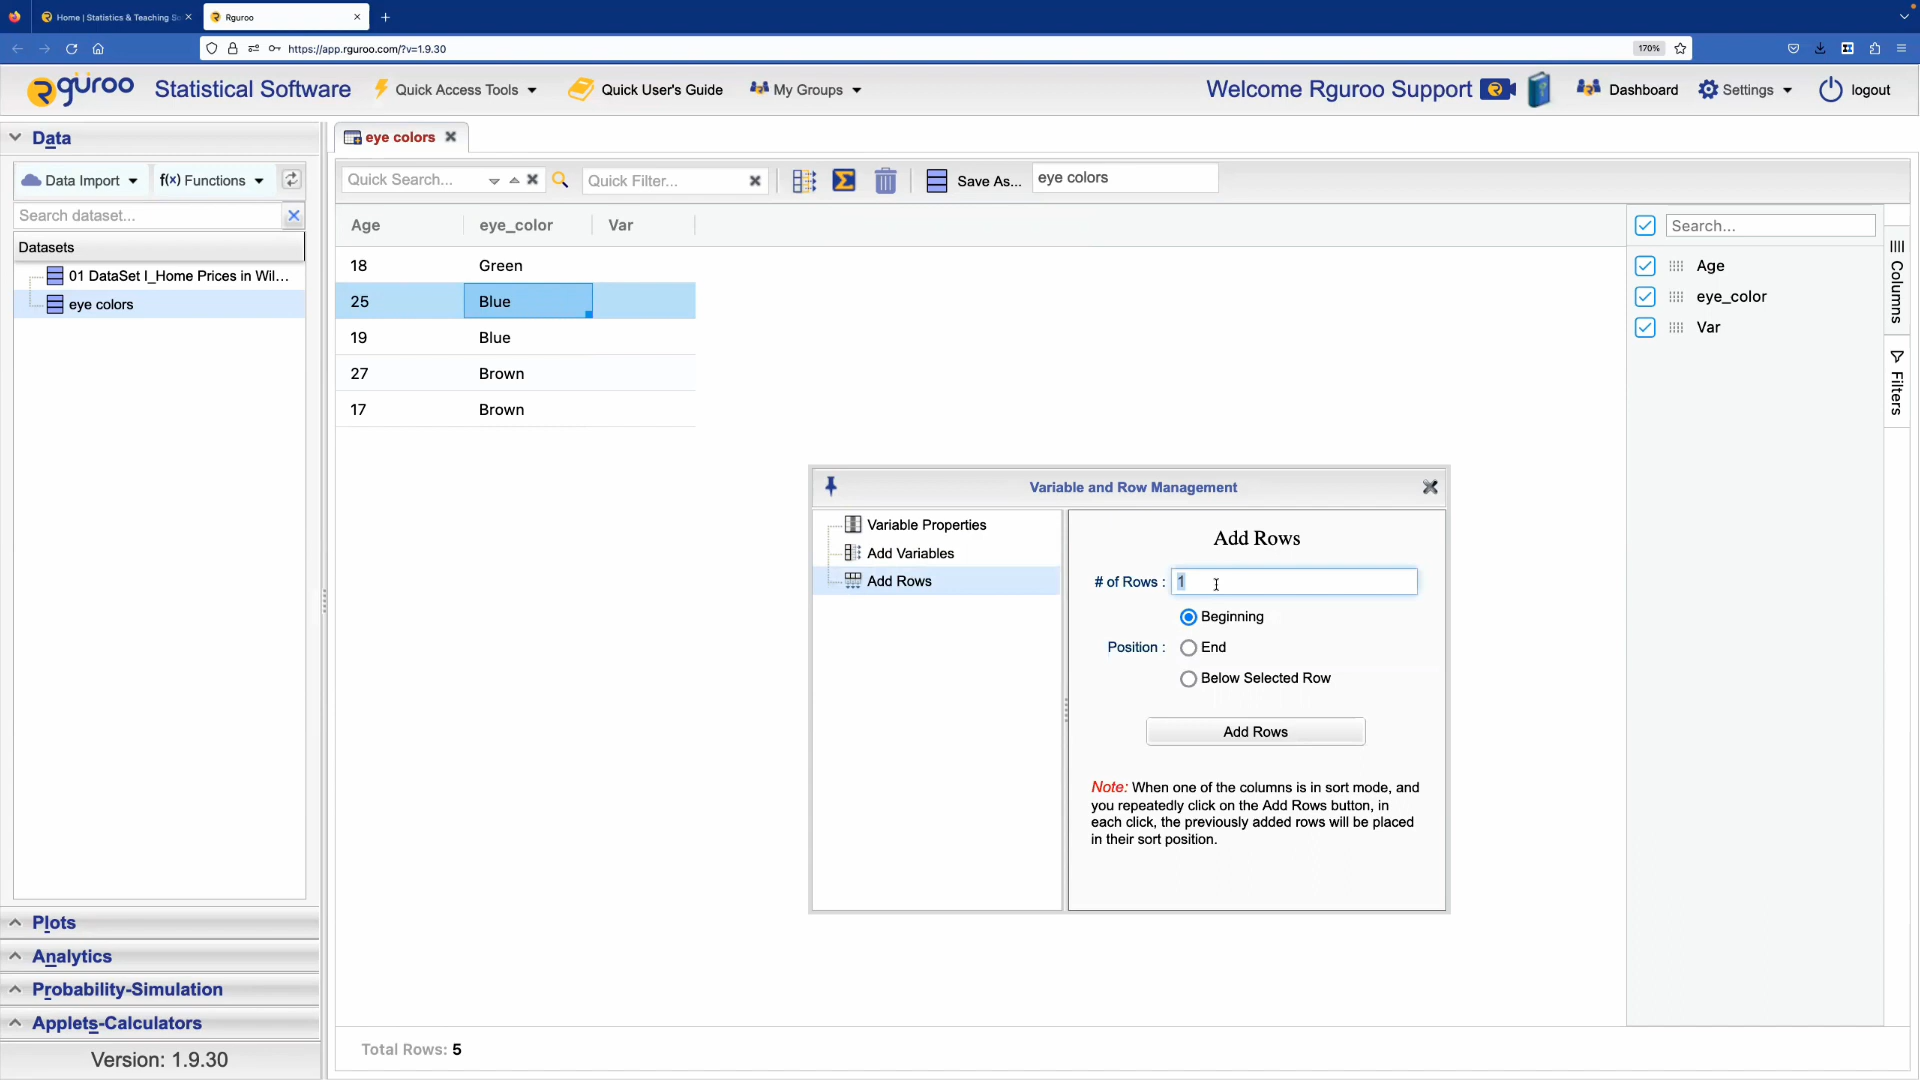 Home | Statistics & Teaching So
Rguroo
https://app.rguroo.com/?v=1.9.30
170%
rguroo Statistical Software
Quick Access Tools
Quick User's Guide
My Groups
Welcome Rguroo Support
Dashboard
Settings
logout
Data
eye colors
Data Import
f(x) Functions
Quick Search...
Quick Filter...
Save As...
eye colors
Search dataset...
Datasets
01 DataSet I_Home Prices in Wil...
eye colors
Age eye_color Var
18 Green
25 Blue
19 Blue
27 Brown
17 Brown
Search...
Age
eye_color
Var
Columns
Filters
Variable and Row Management
Variable Properties
Add Variables
Add Rows
Add Rows
# of Rows : 1
Beginning
Position : End
Below Selected Row
Add Rows
Note: When one of the columns is in sort mode, and
you repeatedly click on the Add Rows button, in
each click, the previously added rows will be placed
in their sort position.
Plots
Analytics
Probability-Simulation
Applets-Calculators
Version: 1.9.30
Total Rows: 5